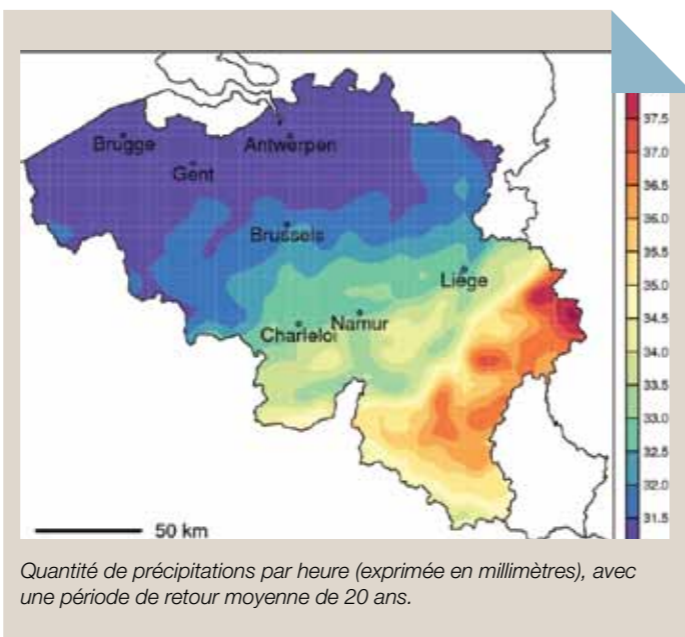 Brugge
Antwerpen
Gent
Brussels
Liège
Namur
Charleloi
50 km
37.5
37.0
36.5
36.0
35.5
35.0
34.5
34.0
33.5
33.0
32.5
32.0
31.5
Quantité de précipitations par heure (exprimée en millimètres), avec
une période de retour moyenne de 20 ans.